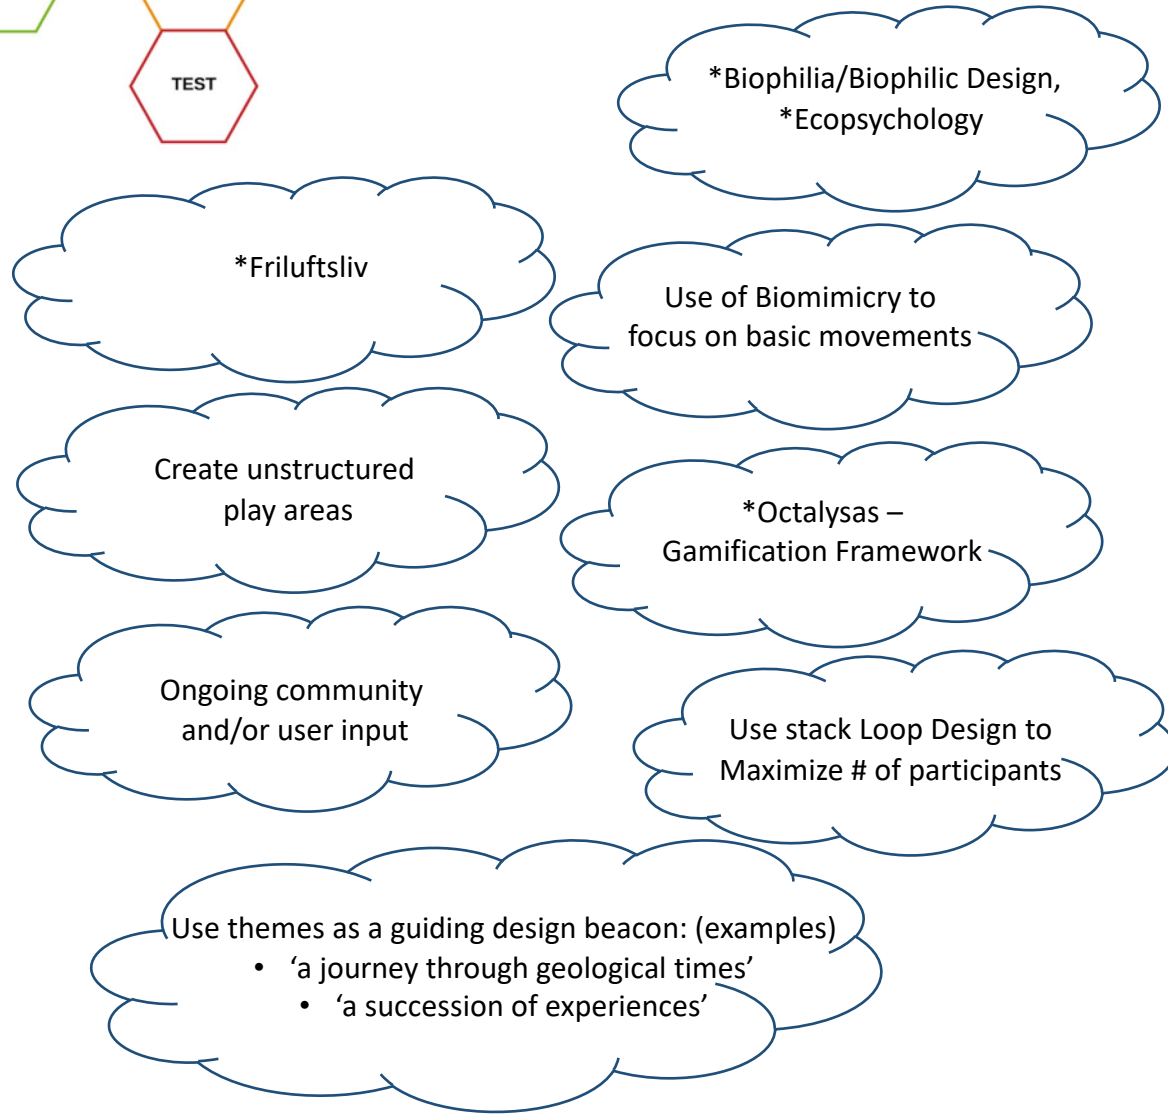 TEST
*Biophilia/Biophilic Design,
*Ecopsychology
*Friluftsliv
Use of Biomimicry to
focus on basic movements
Create unstructured
play areas
*Octalysas –
Gamification Framework
Ongoing community
and/or user input
Use stack Loop Design to
Maximize # of participants
Use themes as a guiding design beacon: (examples)
• ‘a journey through geological times’
• ‘a succession of experiences’